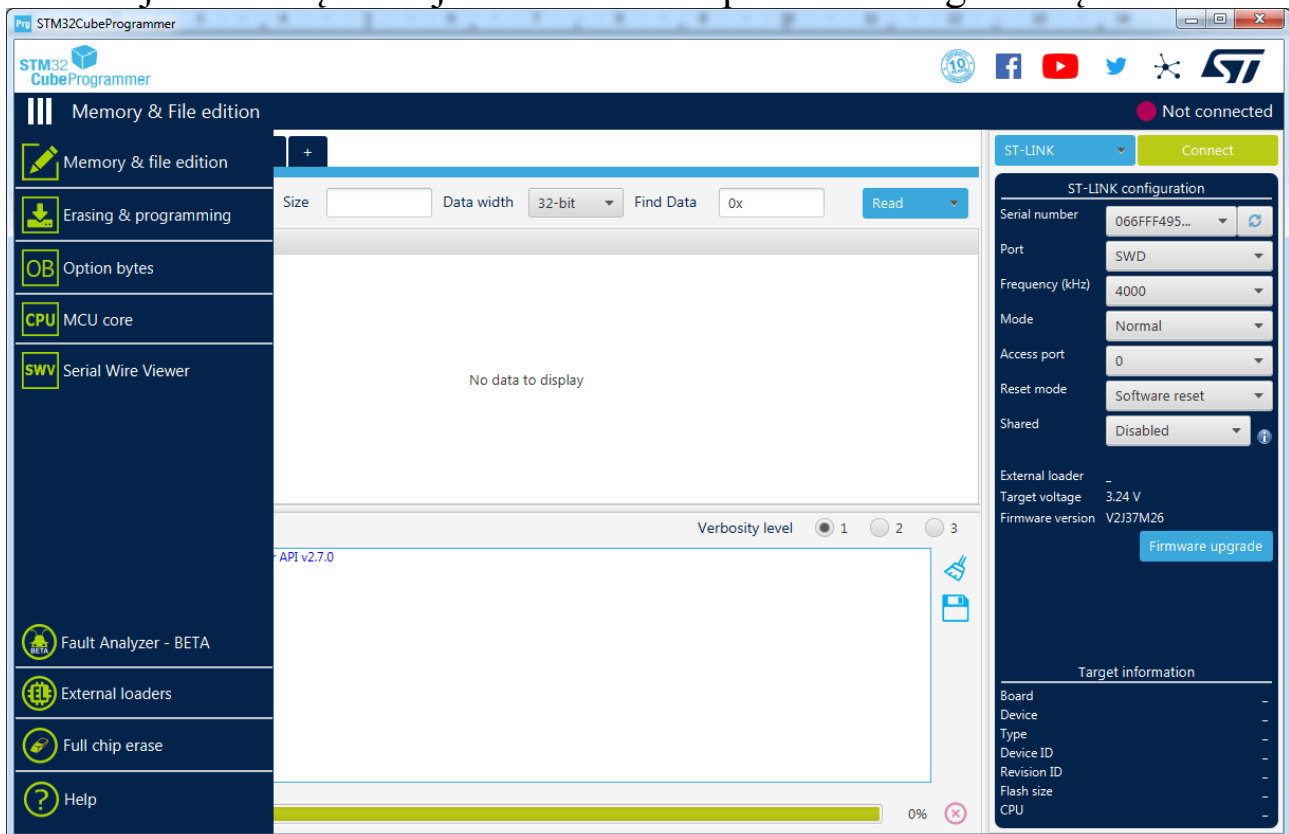 STM32CubeProgrammer
STM32
CubeProgrammer
Memory & File edition
Not connected
Memory & file edition
+
ST-LINK
Connect
Erasing & programming
Size
Data width
32-bit
Find Data
0x
Read
ST-LINK configuration
Serial number
066FFF495...
Option bytes
Port
SWD
Frequency (kHz)
4000
MCU core
Mode
Normal
Serial Wire Viewer
No data to display
Access port
0
Reset mode
Software reset
Shared
Disabled
External loader
_
Target voltage
3.24 V
Firmware version
V2J37M26
Verbosity level
1
2
3
Firmware upgrade
API v2.7.0
Fault Analyzer - BETA
External loaders
Full chip erase
Help
0%
Target information
Board
_
Device
_
Type
_
Device ID
_
Revision ID
_
Flash size
_
CPU
_